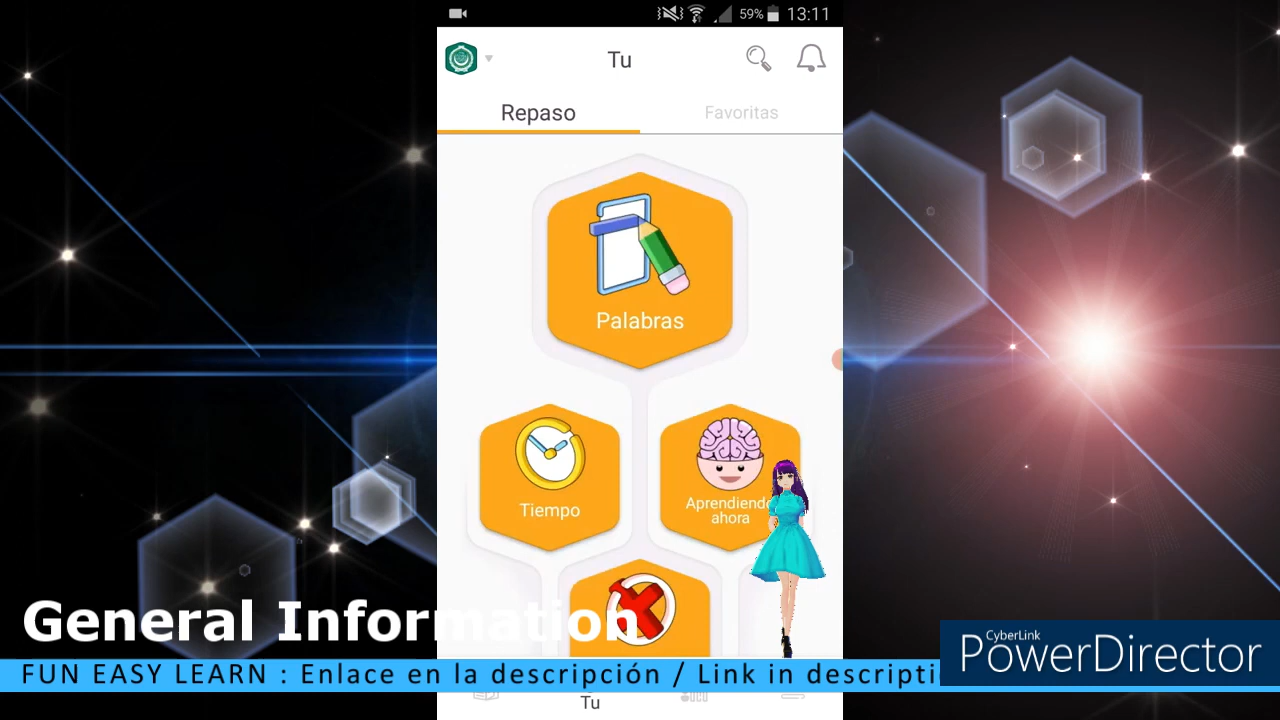 59% 13:11
Tu
Repaso Favoritas
Palabras
Tiempo
Aprendiendo
ahora
General Information
FUN EASY LEARN : Enlace en la descripción / Link in descripti
CyberLink
PowerDirector
Tu